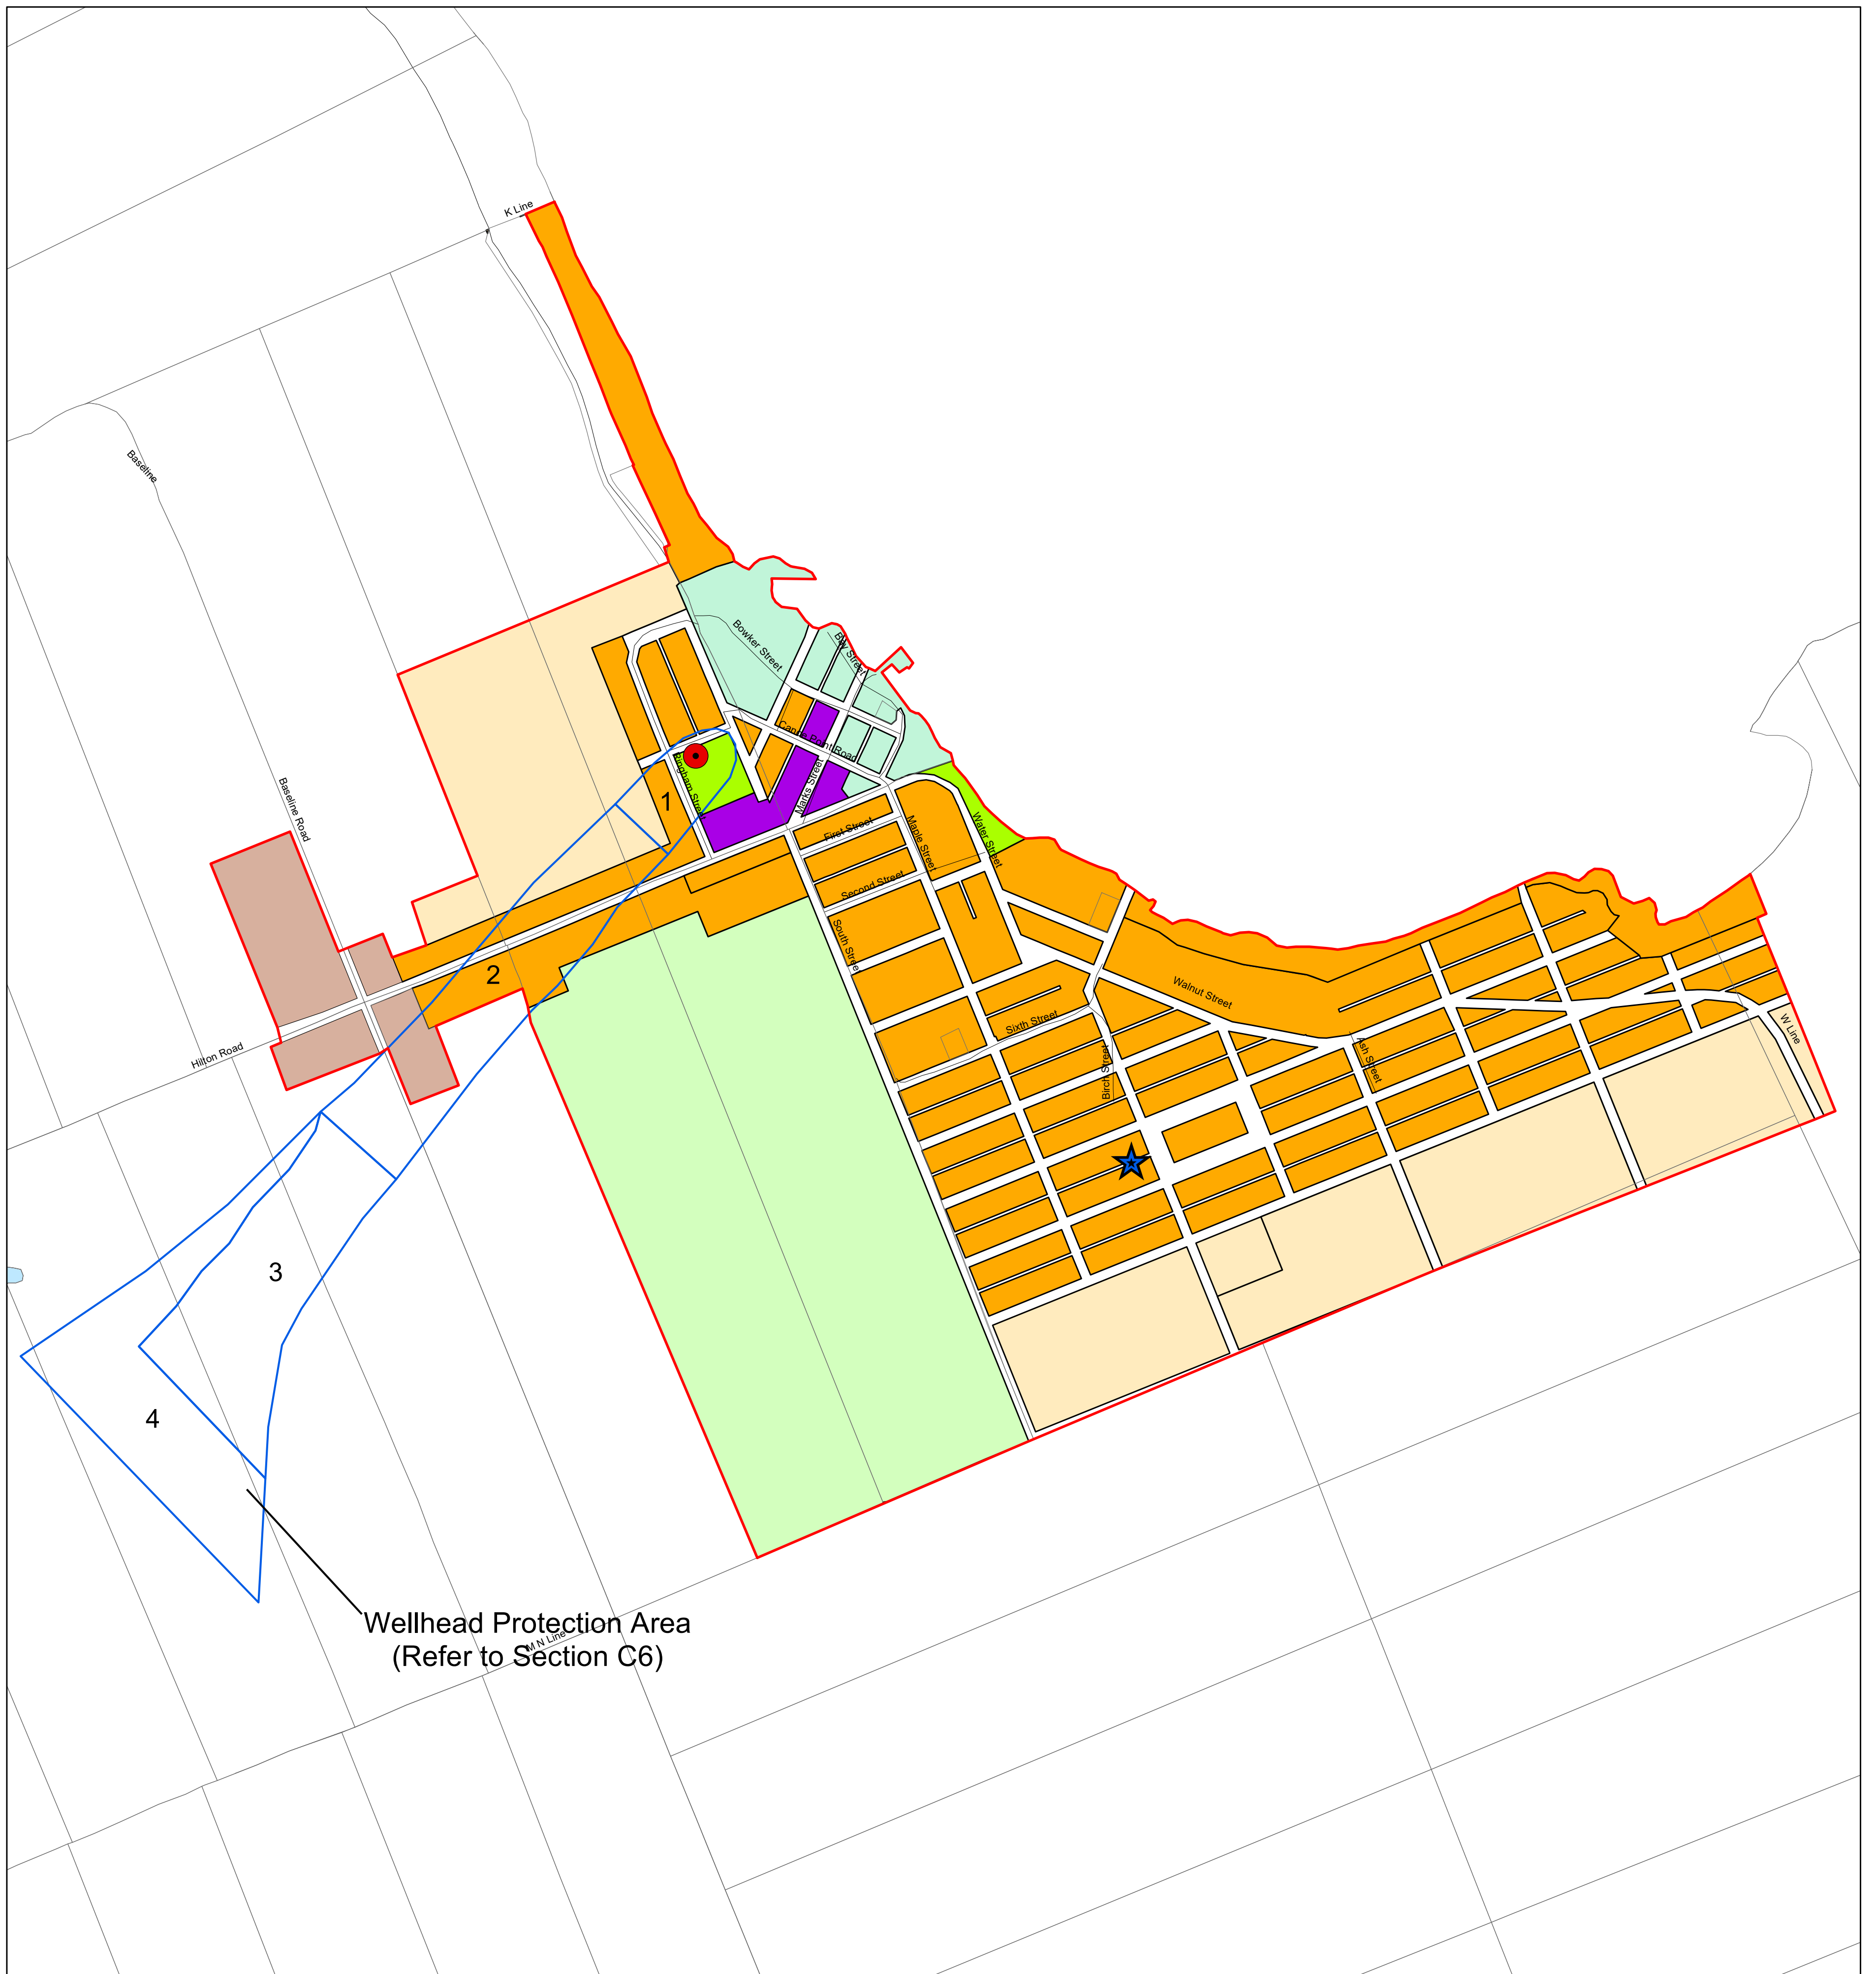 K Line
Baseline
Bowker Street
Bay Street
Canoe Point Road
Bingham Street
Marks Street
1
Baseline Road
First Street
Maple Street
Water Street
Second Street
South Street
2
Walnut Street
Hilton Road
Sixth Street
Birch Street
Ash Street
W Line
3
4
Wellhead Protection Area
(Refer to Section C6)
M N Line